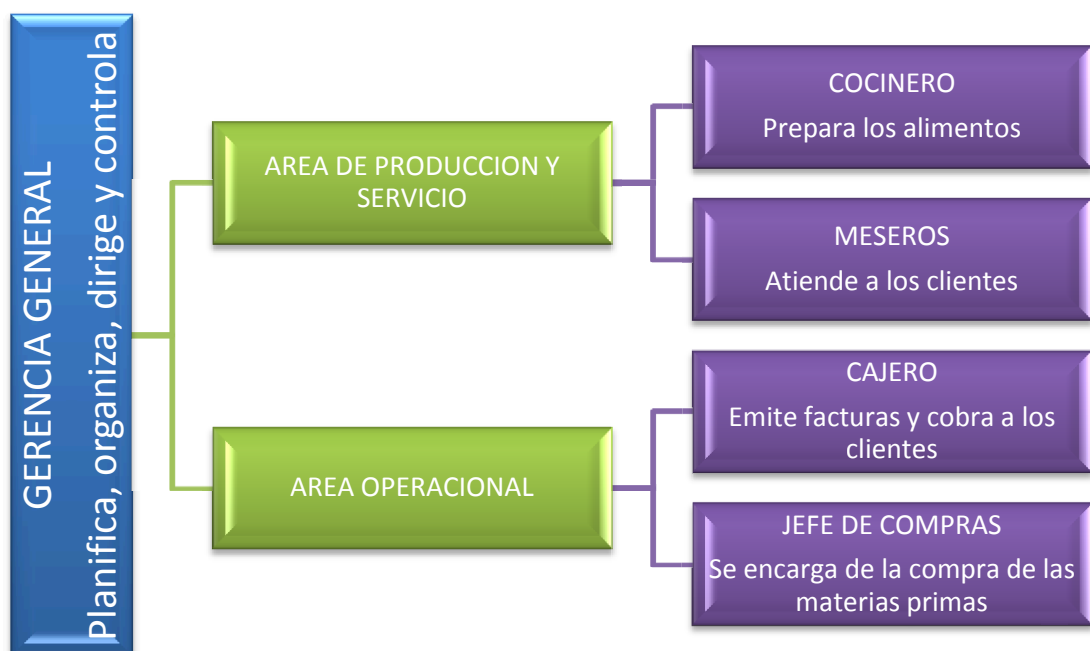 GERENCIA GENERAL
Planifica, organiza, dirige y controla
AREA DE PRODUCCION Y
SERVICIO
COCINERO
Prepara los alimentos
MESEROS
Atiende a los clientes
AREA OPERACIONAL
CAJERO
Emite facturas y cobra a los
clientes
JEFE DE COMPRAS
Se encarga de la compra de las
materias primas